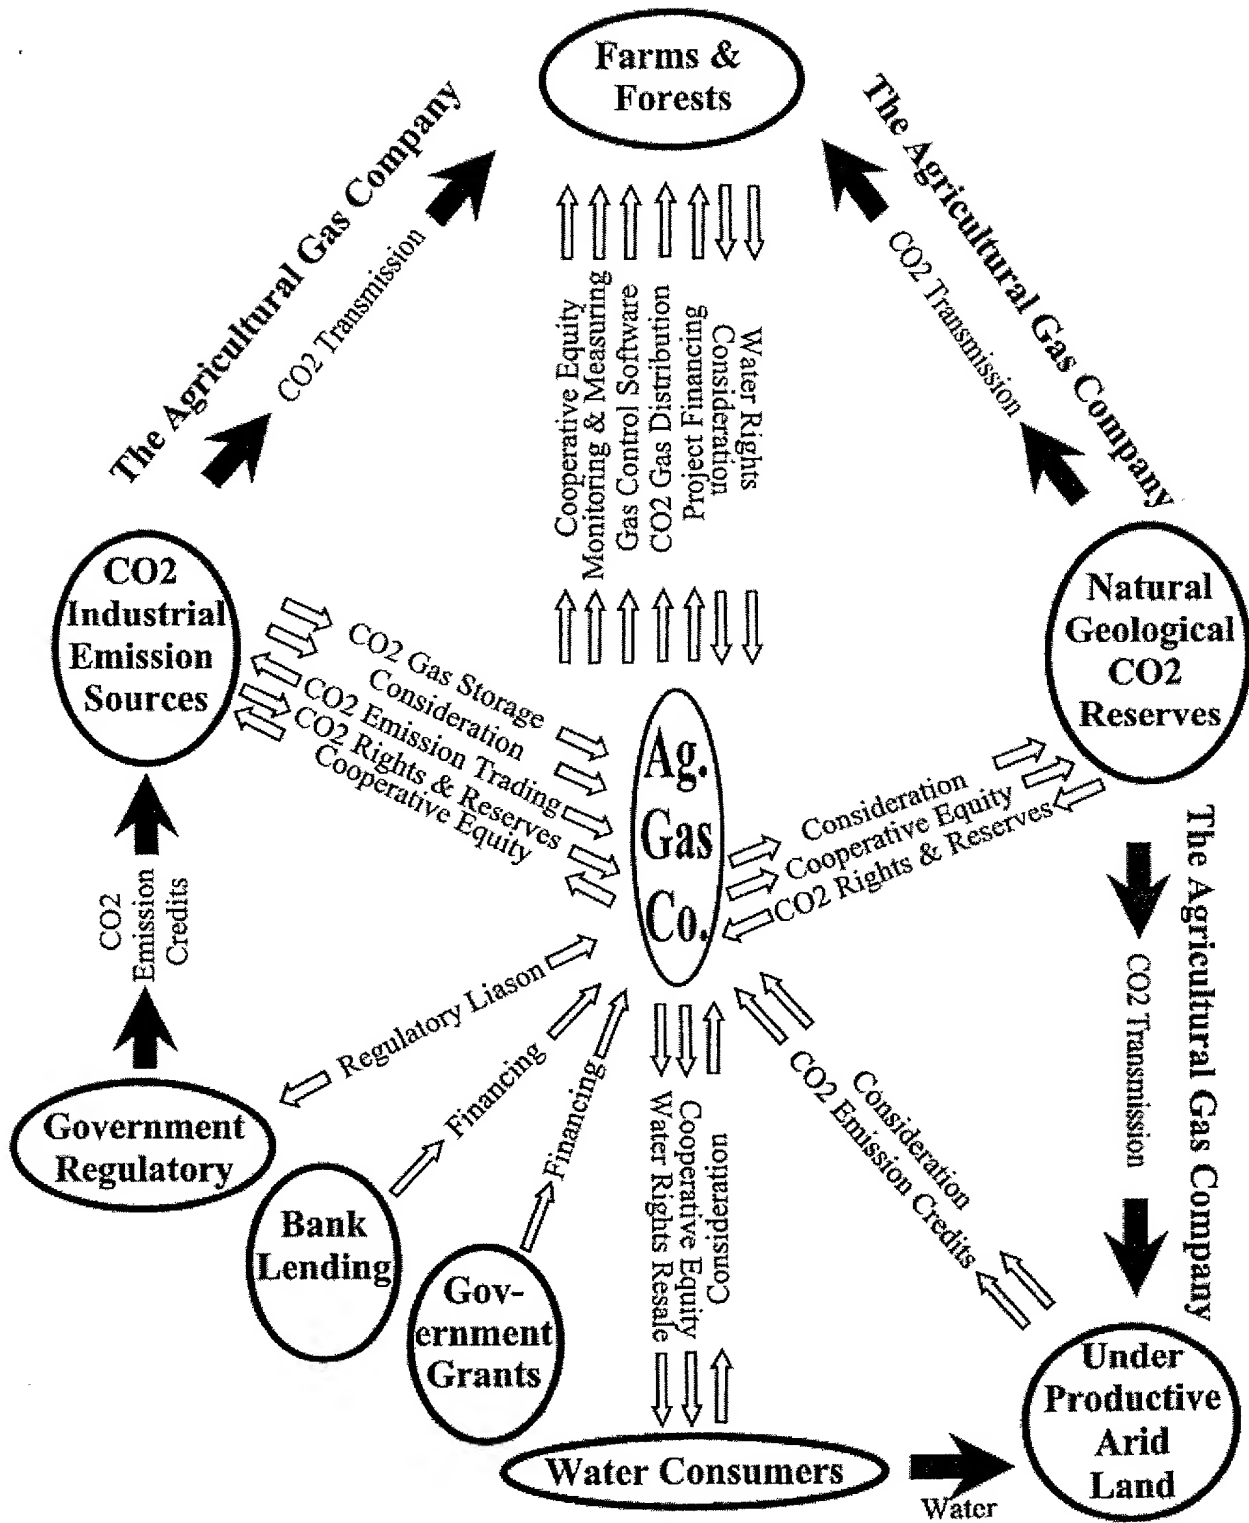 Farms &
Forests
The Agricultural Gas Company
CO2 Transmission
The Agricultural Gas Company
CO2 Transmission
Cooperative Equity
Monitoring & Measuring
Gas Control Software
CO2 Gas Distribution
Project Financing
Consideration
Water Rights
CO2
Industrial
Emission
Sources
Natural
Geological
CO2
Reserves
CO2 Gas Storage
Consideration
CO2 Emission Trading
CO2 Rights & Reserves
Cooperative Equity
Ag.
Gas
Co.
Consideration
Cooperative Equity
CO2 Rights & Reserves
CO2
Emission
Credits
The Agricultural Gas Company
CO2 Transmission
Regulatory Liason
Financing
Financing
Water Rights Resale
Cooperative Equity
Consideration
Consideration
CO2 Emission Credits
Government
Regulatory
Bank
Lending
Gov-
ernment
Grants
Water Consumers
Water
Under
Productive
Arid
Land